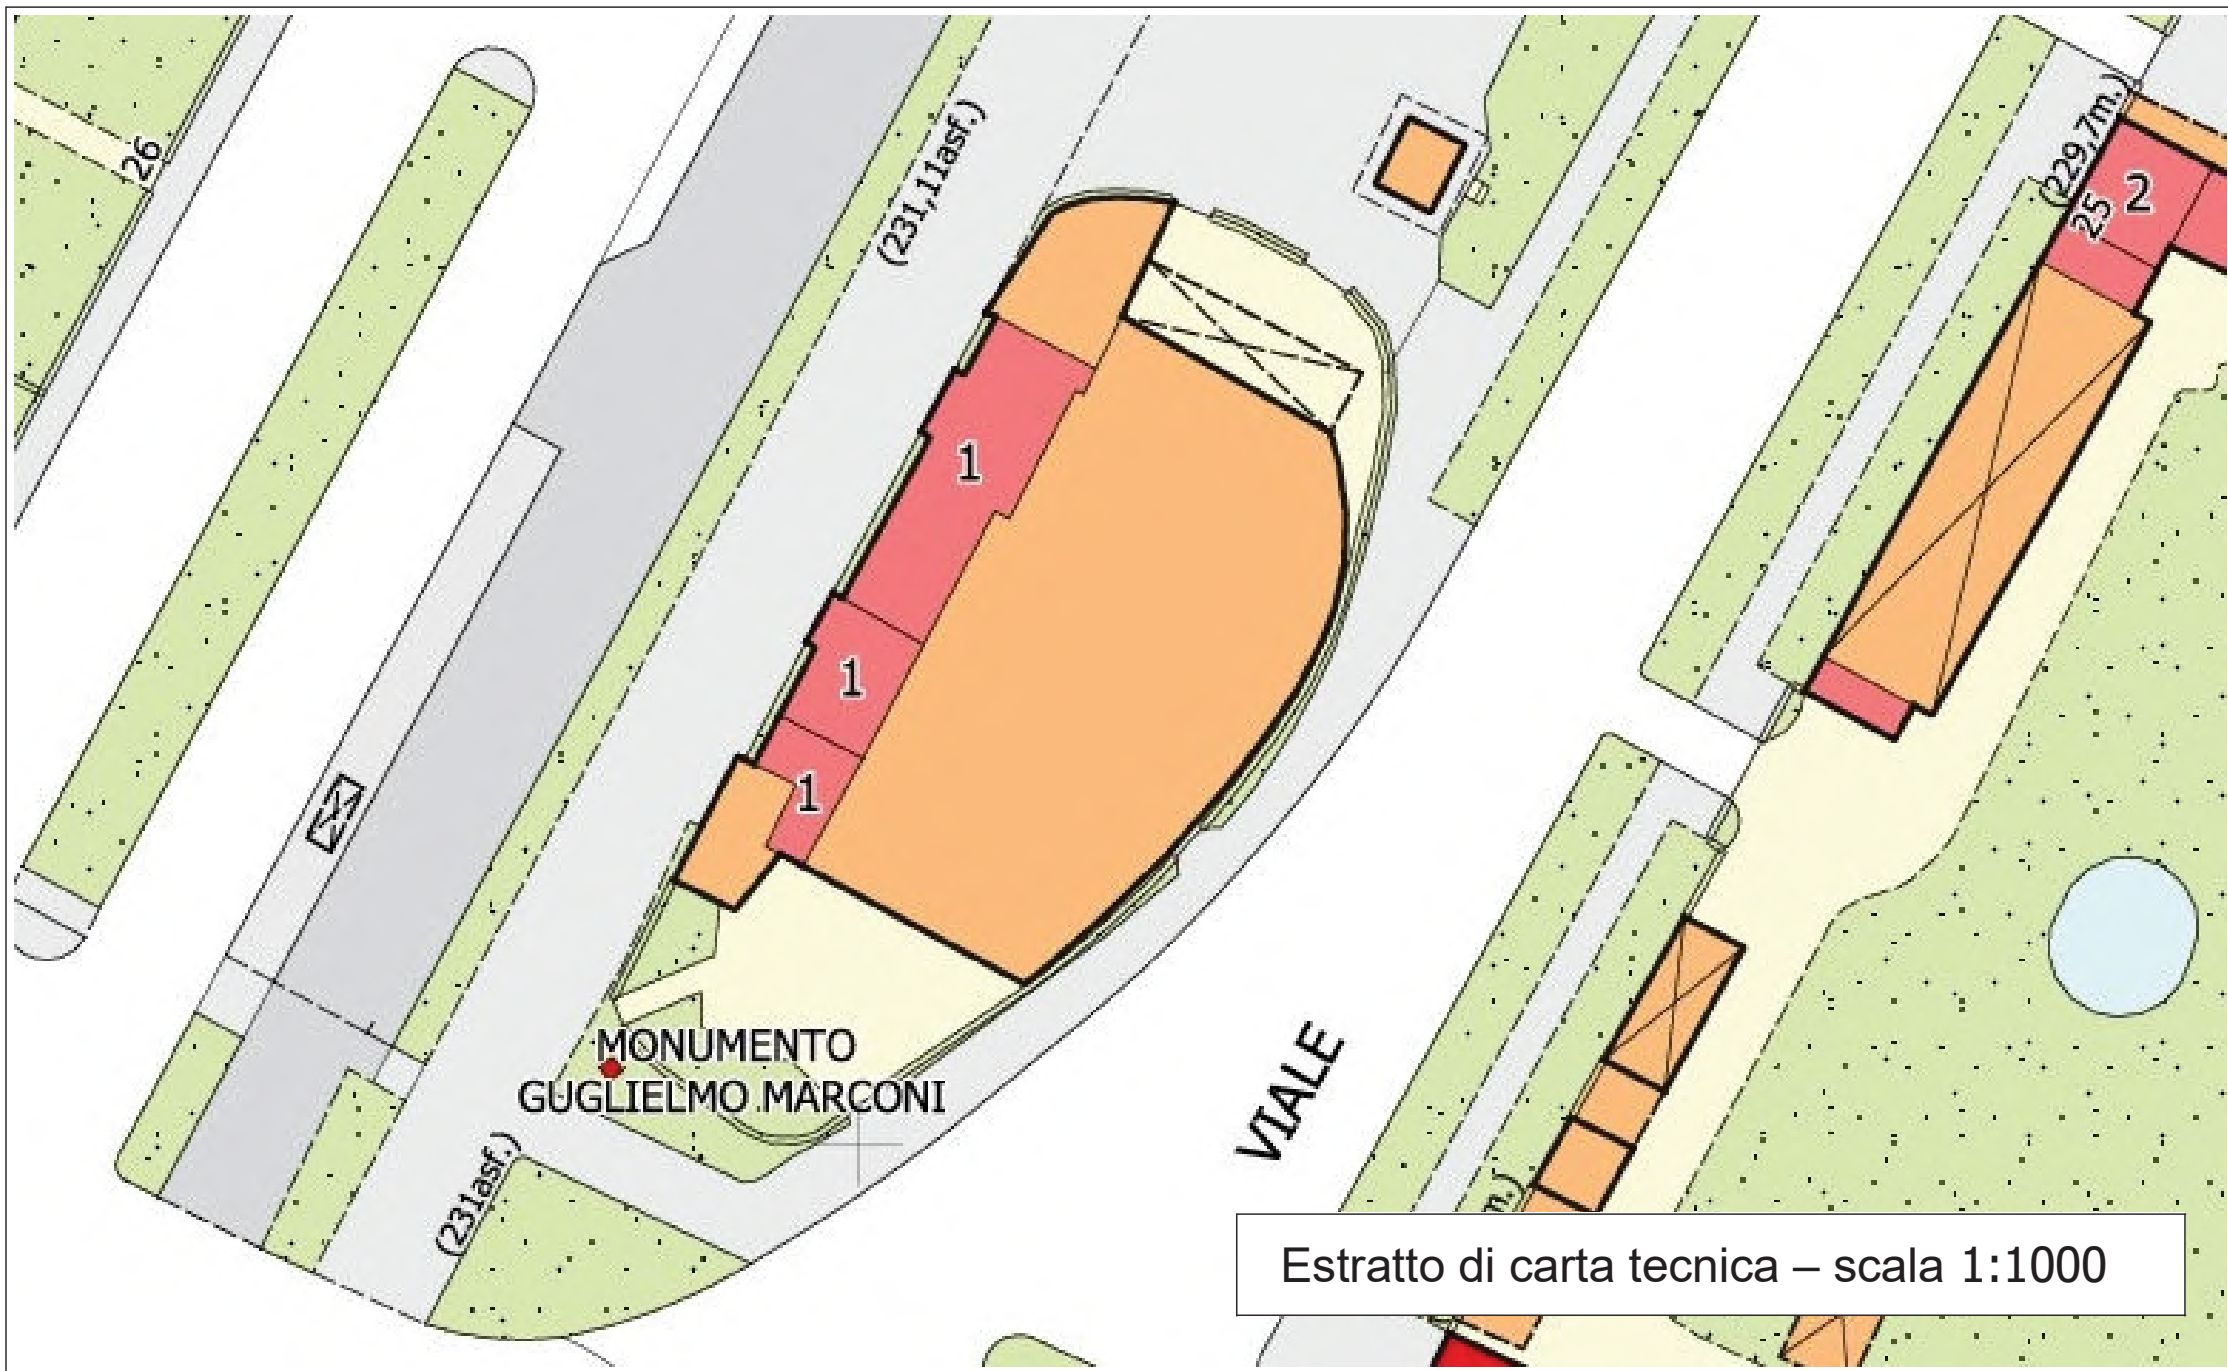 26
(231,11asf.)
(229,7m.)
2
25
1
1
1
MONUMENTO
GUGLIELMO MARCONI
VIALE
(231asf.)
m.)
Estratto di carta tecnica – scala 1:1000